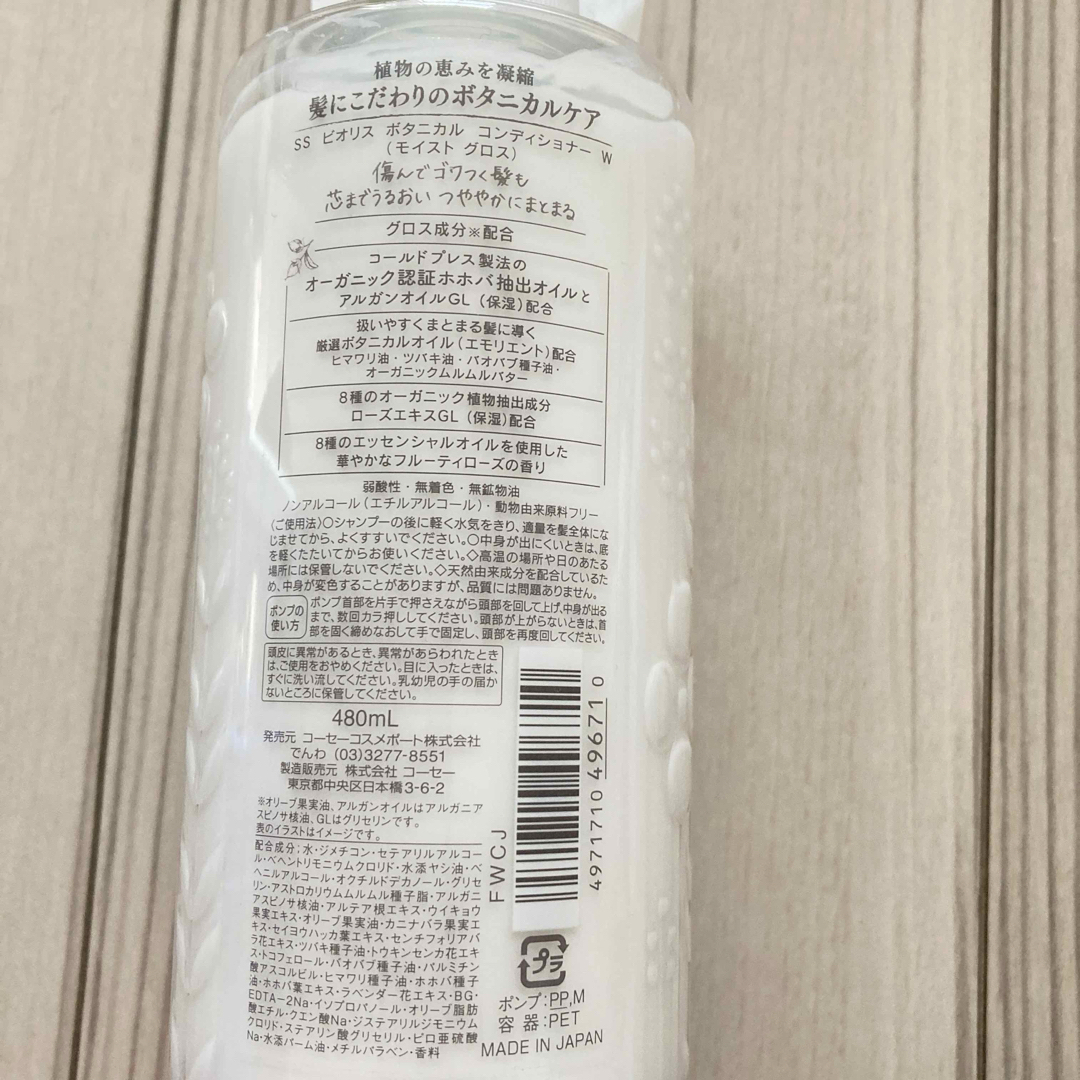 植物の恵みを凝縮
髪にこだわりのボタニカルケア
SS ビオリス ボタニカル コンディショナー W
（モイスト グロス）
傷んでゴワつく髪も
芯までうるおい つややかにまとまる
グロス成分※配合
コールドプレス製法の
オーガニック認証ホホバ抽出オイルと
アルガンオイルGL（保湿）配合
扱いやすくまとまる髪に導く
厳選ボタニカルオイル（エモリエント）配合
ヒマワリ油・ツバキ油・バオバブ種子油・
オーガニックムルムルバター
8種のオーガニック植物抽出成分
ローズエキスGL（保湿）配合
8種のエッセンシャルオイルを使用した
華やかなフルーティローズの香り
弱酸性・無着色・無鉱物油
ノンアルコール（エチルアルコール）・動物由来原料フリー
〈ご使用法〉○シャンプーの後に軽く水気をきり、適量を髪全体にな
じませてから、よくすすいでください。○中身が出にくいときは、底
を軽くたたいてからお使いください。◇高温の場所や日のあたる
場所には保管しないでください。◇天然由来成分を配合しているた
め、中身が変色することがありますが、品質には問題ありません。
ポンプの
使い方
ポンプ首部を片手で押さえながら頭部を回して上げ、中身が出る
まで、数回カラ押ししてください。頭部が上がらないときは、首
部を固く締めなおして手で固定し、頭部を再度回してください。
頭皮に異常があるとき、異常があらわれたとき
は、ご使用をおやめください。目に入ったときは、
すぐに洗い流してください。乳幼児の手の届か
ないところに保管してください。
480mL
発売元 コーセーコスメポート株式会社
でんわ (03)3277-8551
製造販売元 株式会社 コーセー
東京都中央区日本橋3-6-2
※オリーブ果実油、アルガンオイルはアルガニア
スピノサ核油、GLはグリセリンです。
表のイラストはイメージです。
配合成分；水・ジメチコン・セテアリルアルコー
ル・ベヘントリモニウムクロリド・水添ヤシ油・ベ
ヘニルアルコール・オクチルドデカノール・グリセ
リン・アストロカリウムムルムル種子脂・アルガニ
アスピノサ核油・アルテア根エキス・ウイキョウ
果実エキス・オリーブ果実油・カニナバラ果実エ
キス・セイヨウハッカ葉エキス・センチフォリアバ
ラ花エキス・ツバキ種子油・トウキンセンカ花エキ
ス・トコフェロール・バオバブ種子油・パルミチン
酸アスコルビル・ヒマワリ種子油・ホホバ種子
油・ホホバ葉エキス・ラベンダー花エキス・BG・
EDTA-2Na・イソプロパノール・オリーブ脂肪
酸エチル・クエン酸Na・ジステアリルジモニウム
クロリド・ステアリン酸グリセリル・ピロ亜硫酸
Na・水添パーム油・メチルパラベン・香料
FWCJ
4971710 496710
プラ
ポンプ：PP,M
容 器：PET
MADE IN JAPAN